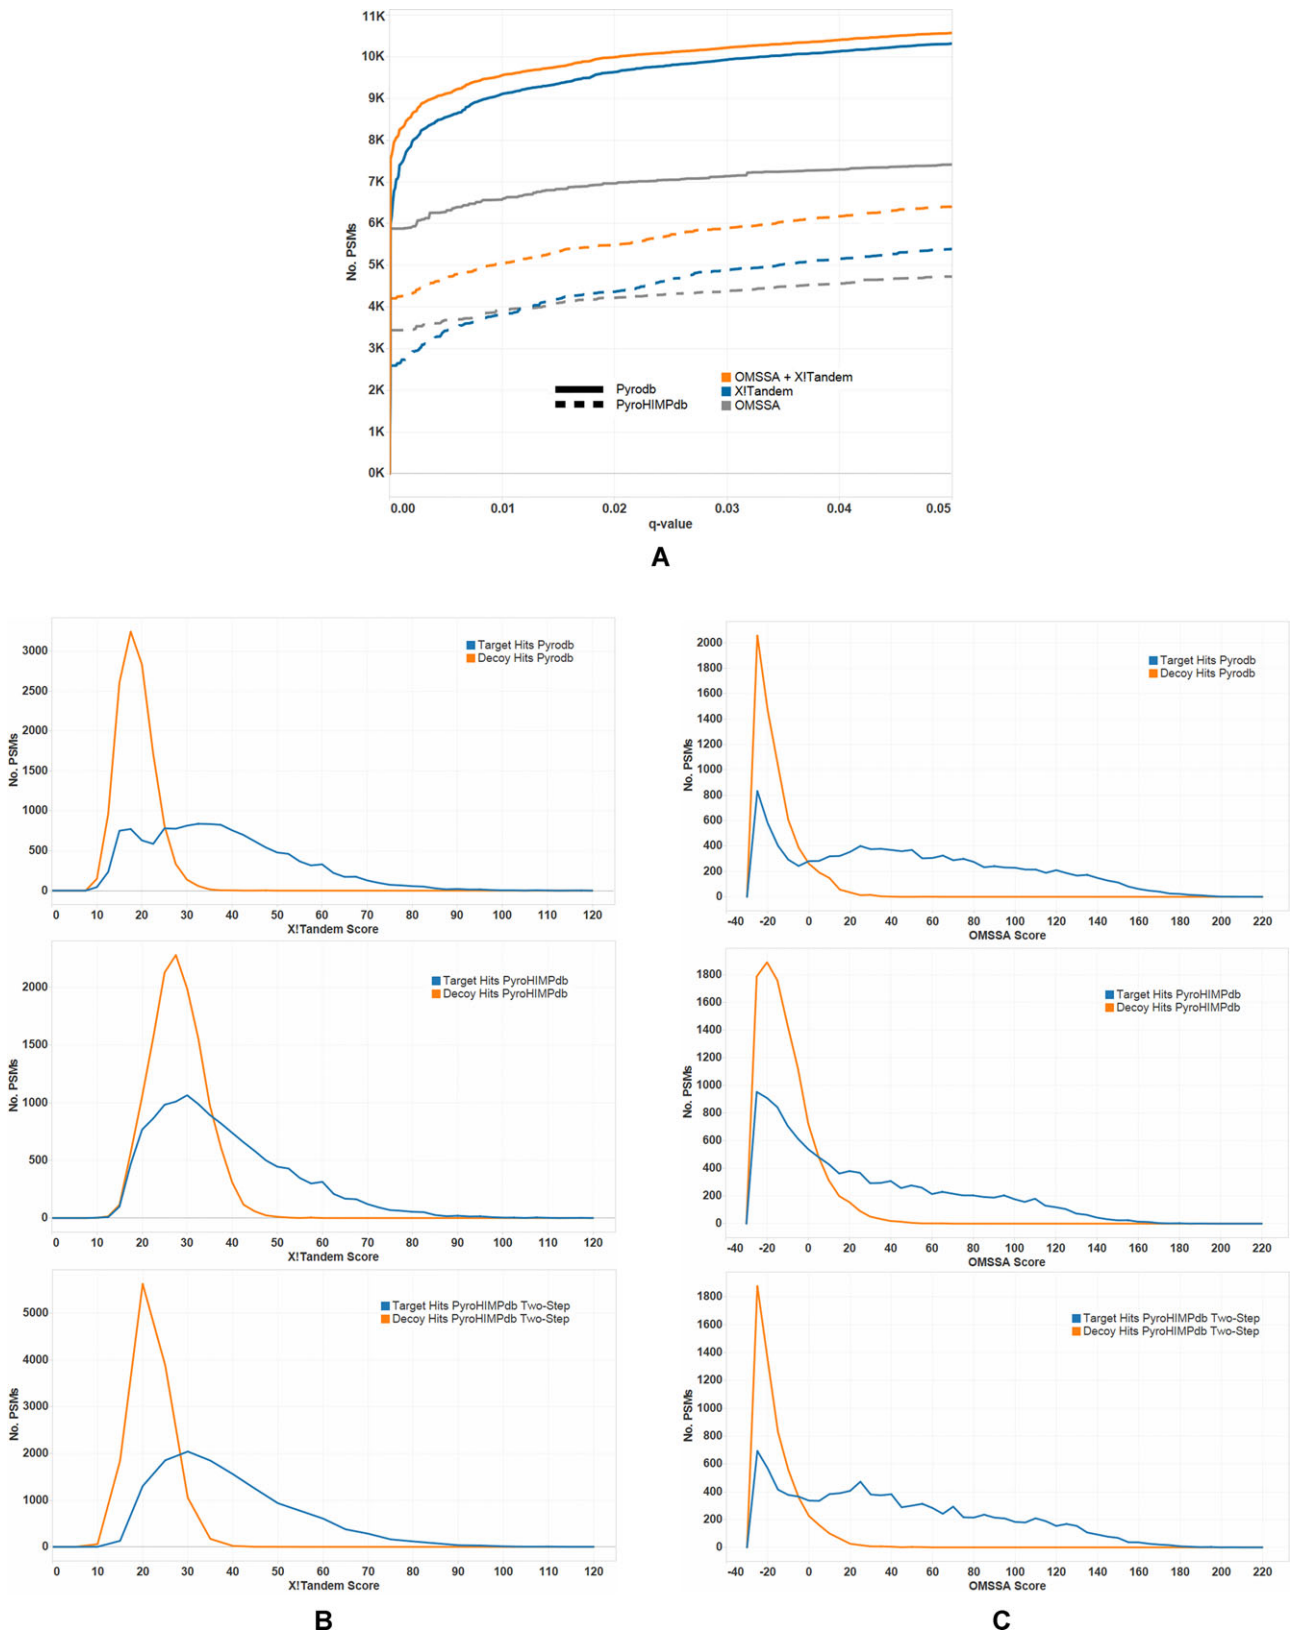 11K
10K
9K
8K
7K
6K
5K
4K
3K
2K
1K
0K
No. PSMs
Pyrodb
PyroHIMPdb
OMSSA + X!Tandem
X!Tandem
OMSSA
0.00 0.01 0.02 0.03 0.04 0.05
q-value
A
3000
2500
2000
1500
1000
500
0
No. PSMs
Target Hits Pyrodb
Decoy Hits Pyrodb
0 10 20 30 40 50 60 70 80 90 100 110 120
X!Tandem Score
2000
1500
1000
500
0
No. PSMs
Target Hits PyroHIMPdb
Decoy Hits PyroHIMPdb
0 10 20 30 40 50 60 70 80 90 100 110 120
X!Tandem Score
5000
4000
3000
2000
1000
0
No. PSMs
Target Hits PyroHIMPdb Two-Step
Decoy Hits PyroHIMPdb Two-Step
0 10 20 30 40 50 60 70 80 90 100 110 120
X!Tandem Score
B
2000
1800
1600
1400
1200
1000
800
600
400
200
0
No. PSMs
Target Hits Pyrodb
Decoy Hits Pyrodb
-40 -20 0 20 40 60 80 100 120 140 160 180 200 220
OMSSA Score
1800
1600
1400
1200
1000
800
600
400
200
0
No. PSMs
Target Hits PyroHIMPdb
Decoy Hits PyroHIMPdb
-40 -20 0 20 40 60 80 100 120 140 160 180 200 220
OMSSA Score
1800
1600
1400
1200
1000
800
600
400
200
0
No. PSMs
Target Hits PyroHIMPdb Two-Step
Decoy Hits PyroHIMPdb Two-Step
-40 -20 0 20 40 60 80 100 120 140 160 180 200 220
OMSSA Score
C